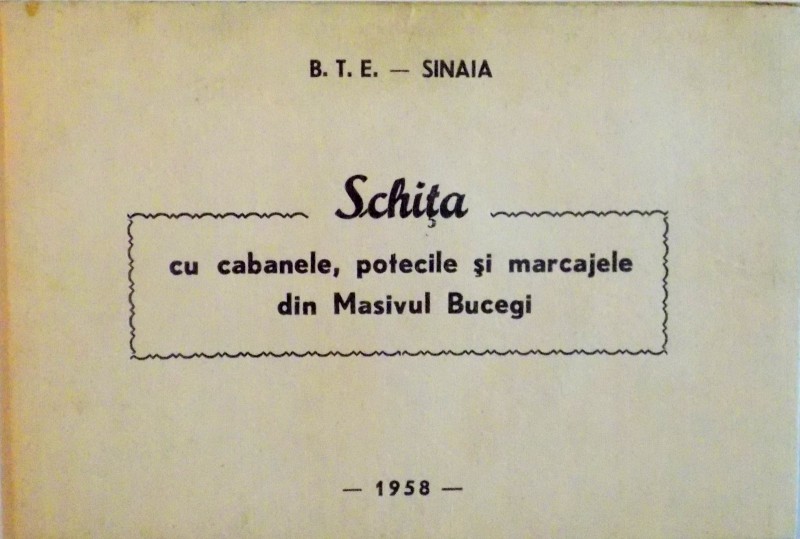 B. T. E. — SINAIA
Schița
cu cabanele, potecile și marcajele
din Masivul Bucegi
— 1958 —